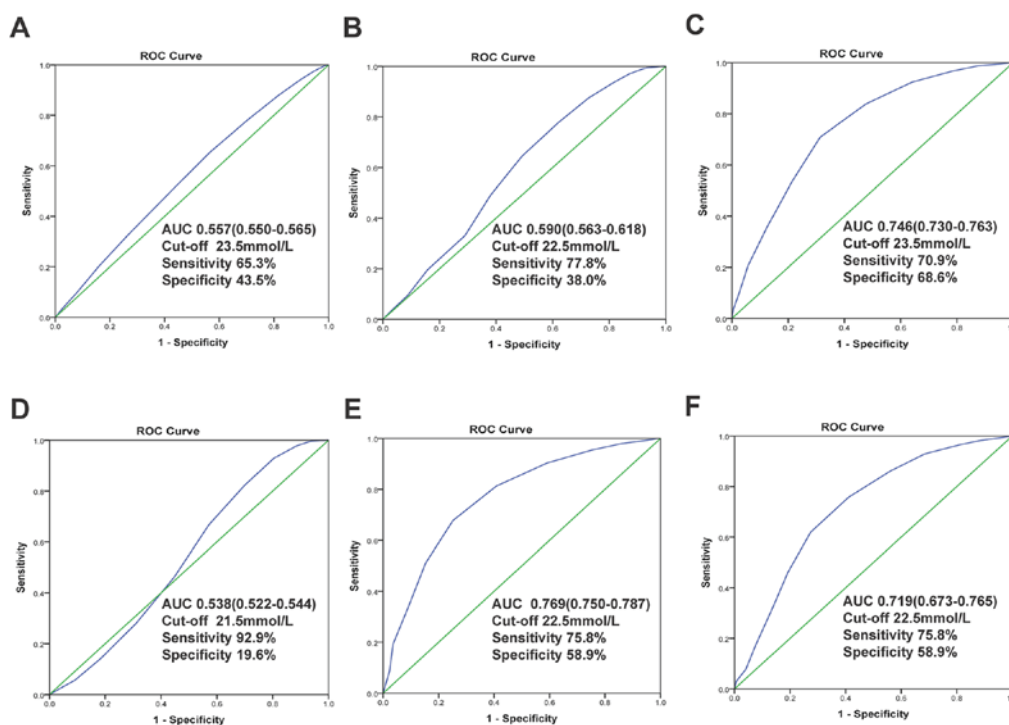 A
ROC Curve
1.0
0.8
0.6
0.4
0.2
0.0
Sensitivity
AUC 0.557(0.550-0.565)
Cut-off 23.5mmol/L
Sensitivity 65.3%
Specificity 43.5%
0.0 0.2 0.4 0.6 0.8 1.0
1 - Specificity
B
ROC Curve
1.0
0.8
0.6
0.4
0.2
0.0
Sensitivity
AUC 0.590(0.563-0.618)
Cut-off 22.5mmol/L
Sensitivity 77.8%
Specificity 38.0%
0.0 0.2 0.4 0.6 0.8 1.0
1 - Specificity
C
ROC Curve
1.0
0.8
0.6
0.4
0.2
0.0
Sensitivity
AUC 0.746(0.730-0.763)
Cut-off 23.5mmol/L
Sensitivity 70.9%
Specificity 68.6%
0.0 0.2 0.4 0.6 0.8 1.0
1 - Specificity
D
ROC Curve
1.0
0.8
0.6
0.4
0.2
0.0
Sensitivity
AUC 0.538(0.522-0.544)
Cut-off 21.5mmol/L
Sensitivity 92.9%
Specificity 19.6%
0.0 0.2 0.4 0.6 0.8 1.0
1 - Specificity
E
ROC Curve
1.0
0.8
0.6
0.4
0.2
0.0
Sensitivity
AUC 0.769(0.750-0.787)
Cut-off 22.5mmol/L
Sensitivity 75.8%
Specificity 58.9%
0.0 0.2 0.4 0.6 0.8 1.0
1 - Specificity
F
ROC Curve
1.0
0.8
0.6
0.4
0.2
0.0
Sensitivity
AUC 0.719(0.673-0.765)
Cut-off 22.5mmol/L
Sensitivity 75.8%
Specificity 58.9%
0.0 0.2 0.4 0.6 0.8 1.0
1 - Specificity